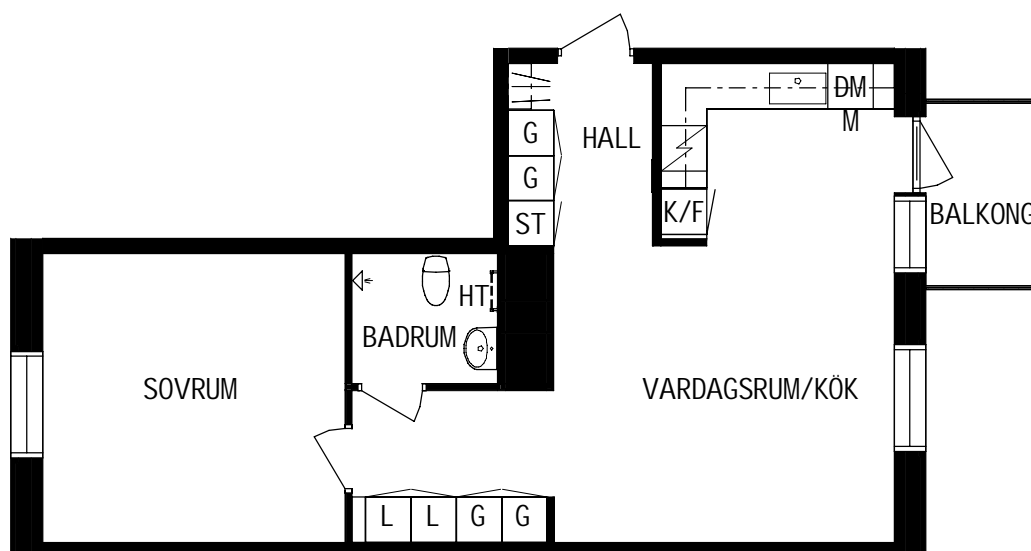 DM
M
G
HALL
G
ST
K/F
BALKONG
HT
BADRUM
SOVRUM
VARDAGSRUM/KÖK
L L G G